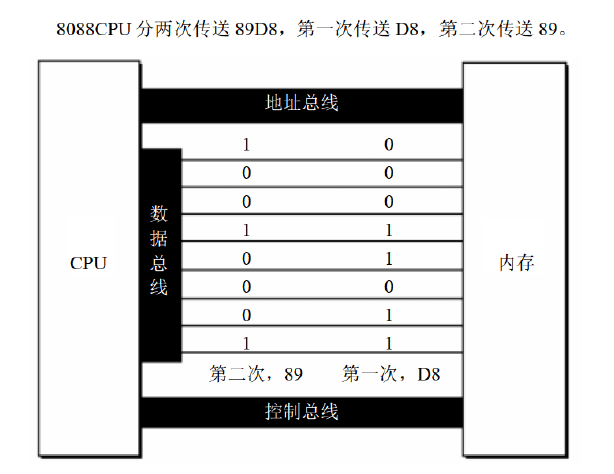 8088CPU 分两次传送 89D8，第一次传送 D8，第二次传送 89。
地址总线
1 0
0 0
0 0
1 1
0 1
0 0
0 1
1 1
数据总线
CPU
内存
第二次，89 第一次，D8
控制总线